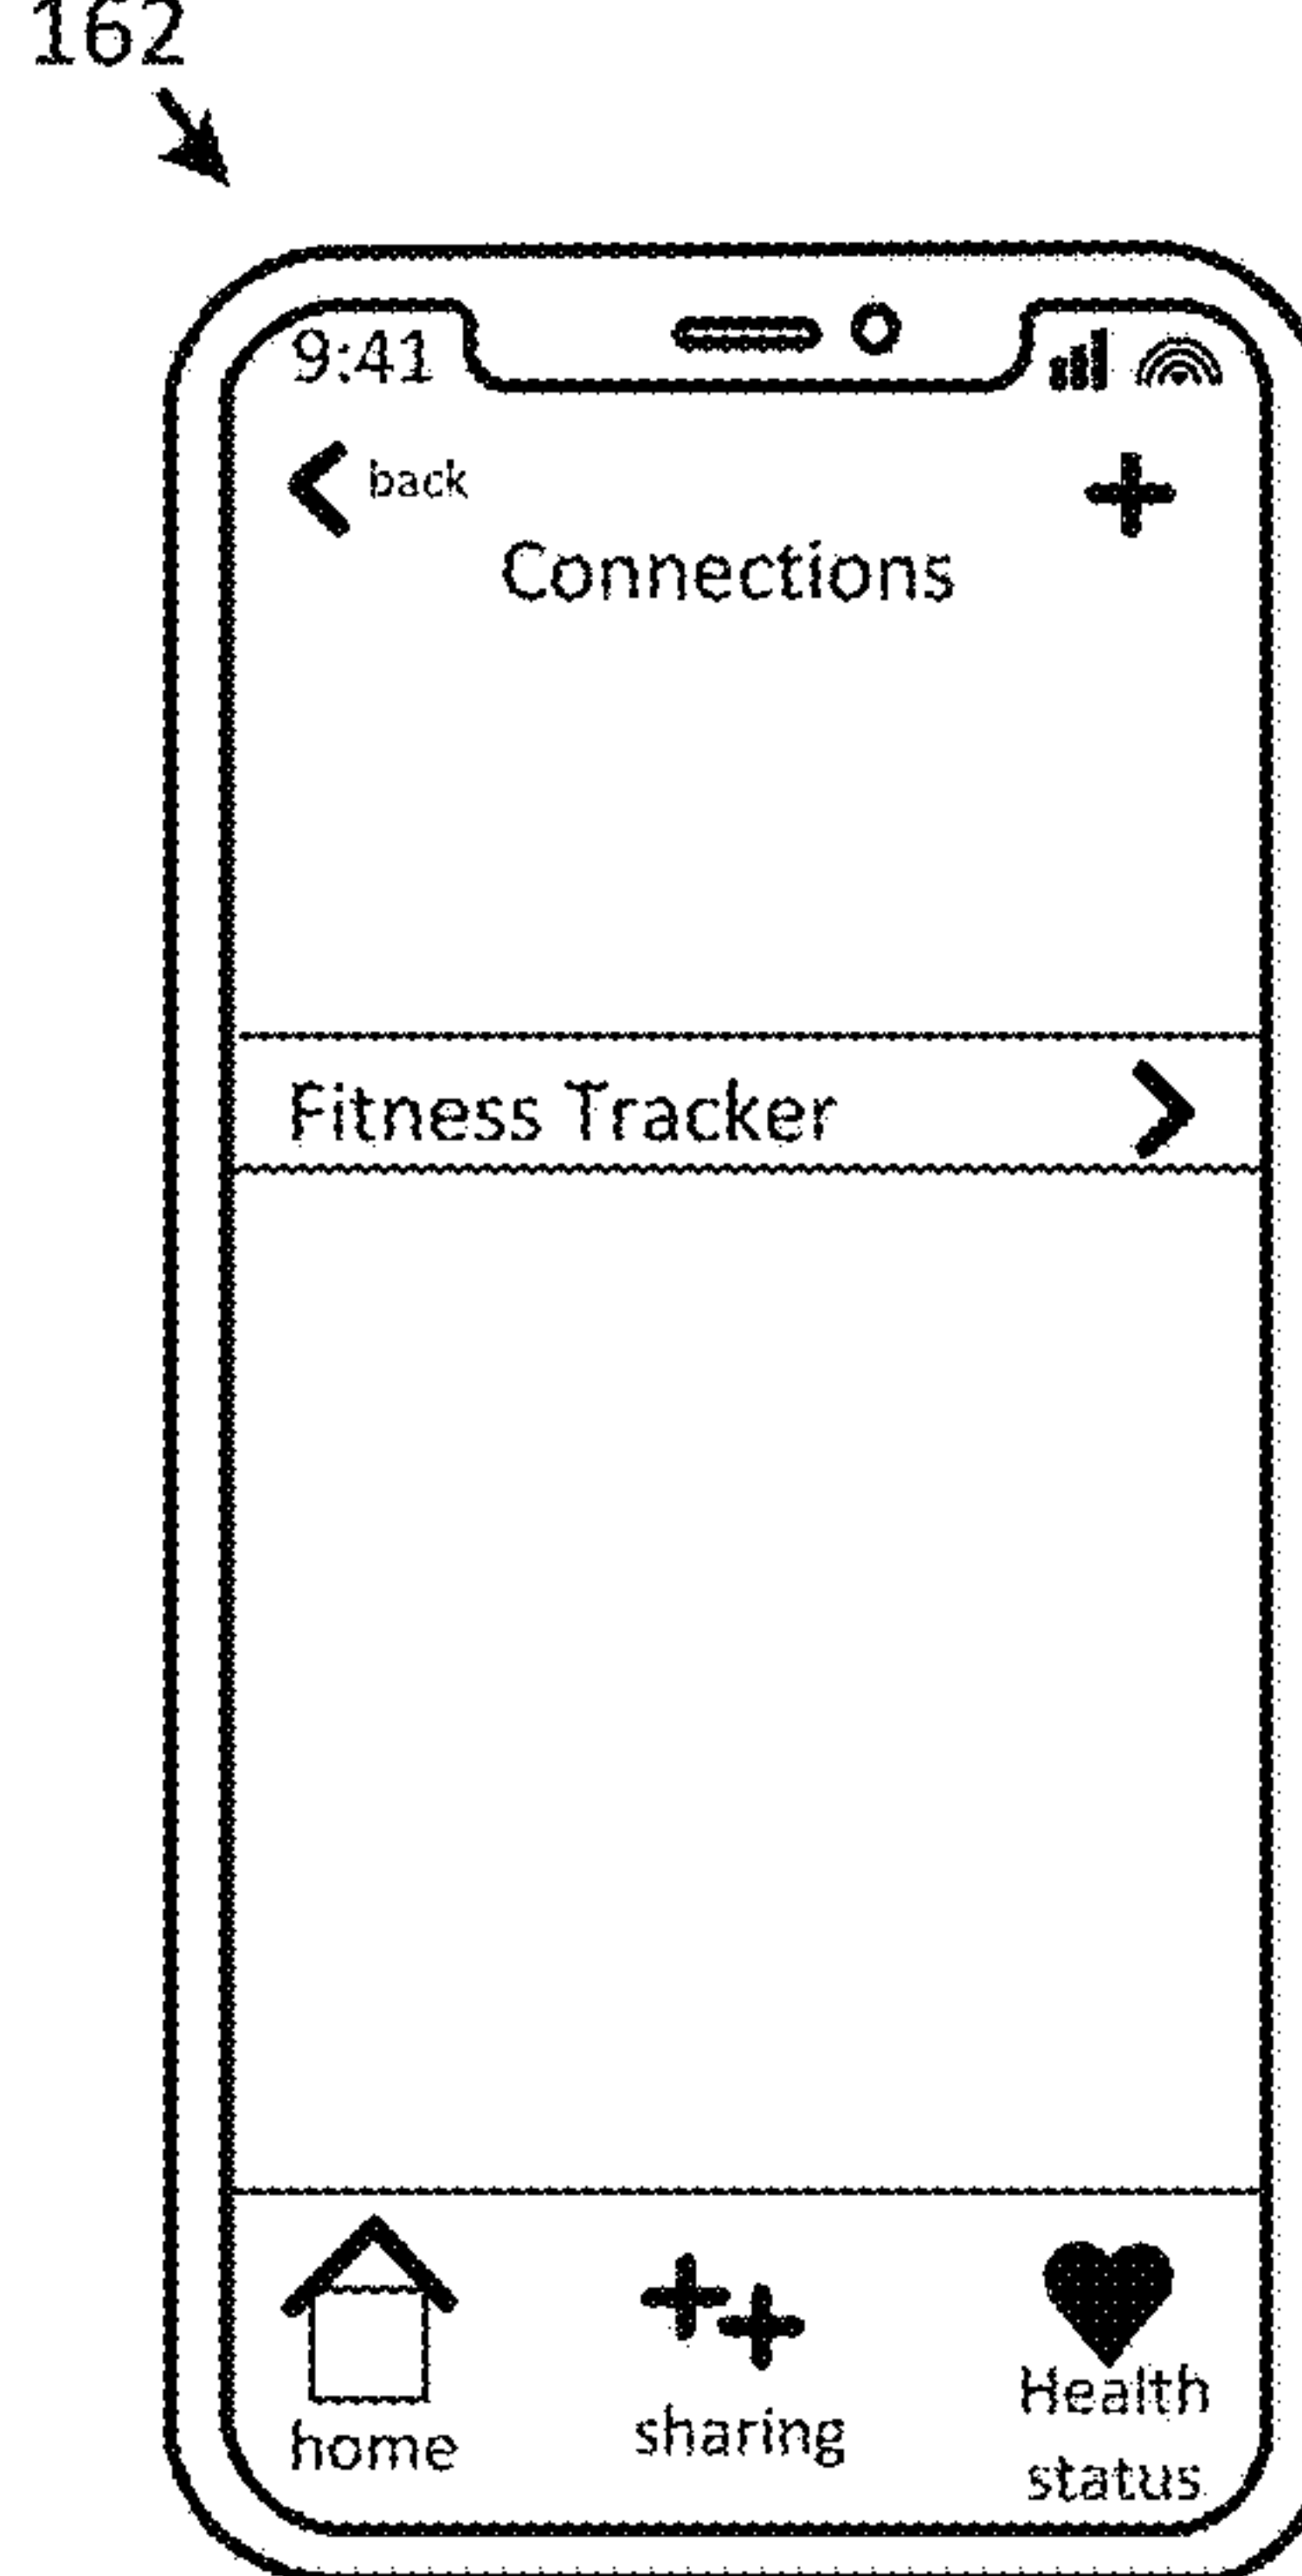 162
9:41
back
Connections
Fitness Tracker
home
sharing
Health
status